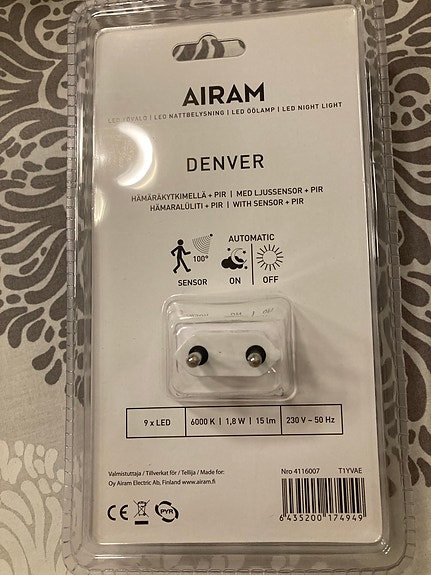 AIRAM
LED YÖVALO | LED NATTBELYSNING | LED ÖÖLAMP | LED NIGHT LIGHT
DENVER
HÄMÄRÄKYTKIMELLÄ + PIR | MED LJUSSENSOR + PIR
HÄMARALÜLITI + PIR | WITH SENSOR + PIR
AUTOMATIC
100°
SENSOR ON OFF
9 x LED 6000 K | 1,8 W | 15 lm 230 V ~ 50 Hz
Valmistuttaja / Tillverkat för / Tellija / Made for: Nro 4116007 T1YVAE
Oy Airam Electric Ab, Finland www.airam.fi
CE PYR
6 435200 174949